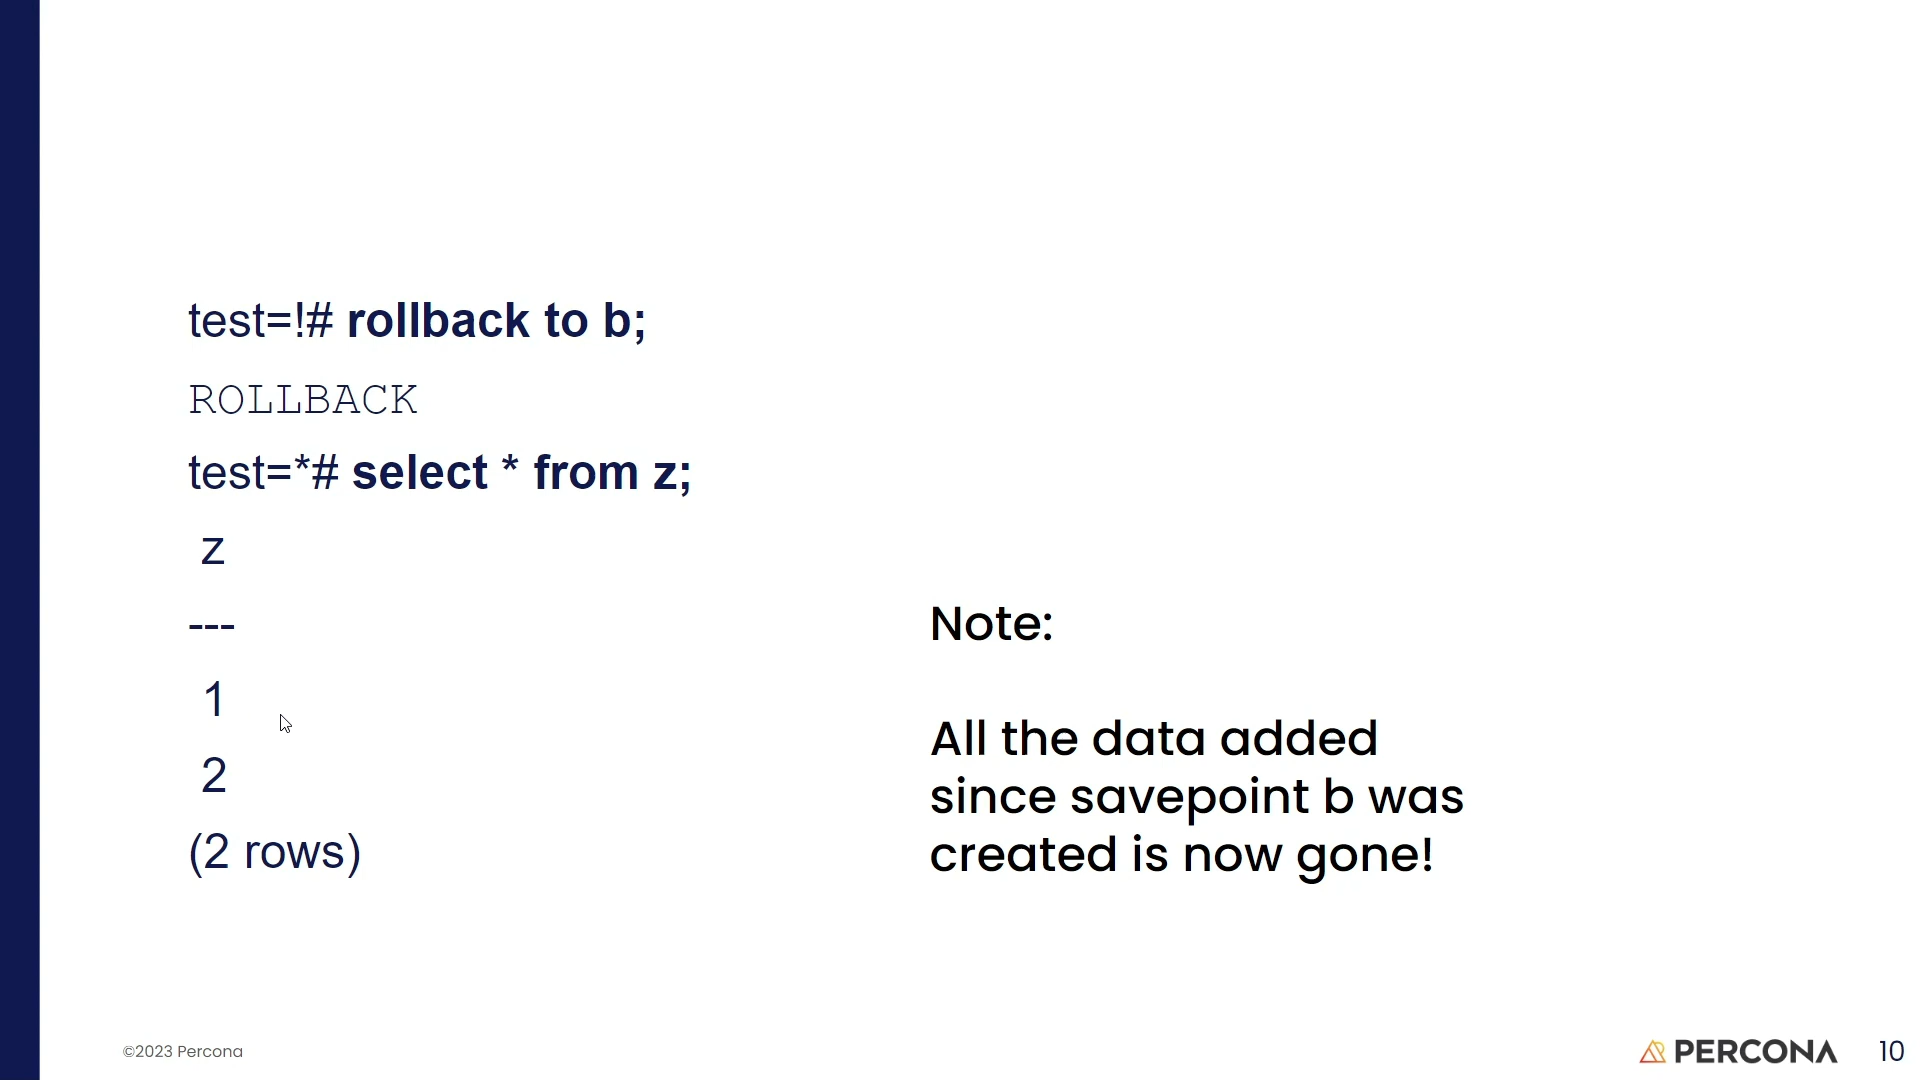 test=!# rollback to b;
ROLLBACK
test=*# select * from z;
z
---
1
2
(2 rows)
Note:
All the data added
since savepoint b was
created is now gone!
©2023 Percona
PERCONA
10